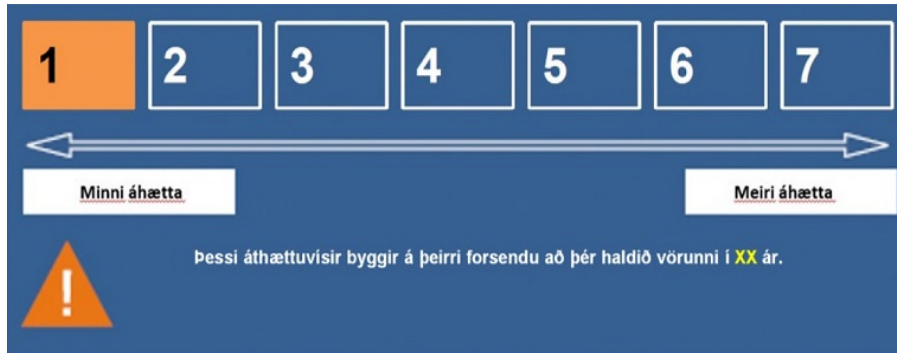 1 2 3 4 5 6 7
Minni áhætta Meiri áhætta
Þessi áthættuvísir byggir á þeirri forsendu að þér haldið vörunni í XX ár.
!